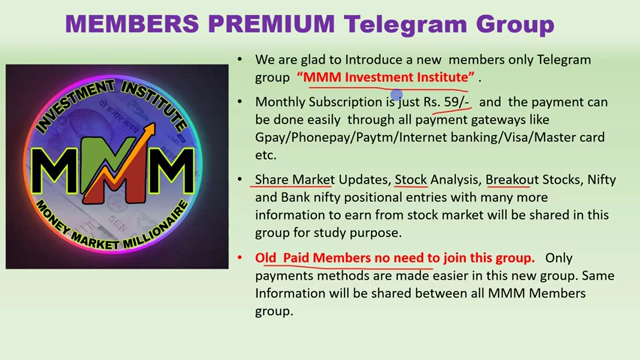 MEMBERS PREMIUM Telegram Group
• We are glad to Introduce a new members only Telegram
group “MMM Investment Institute” .
• Monthly Subscription is just Rs. 59/- and the payment can
be done easily through all payment gateways like
Gpay/Phonepay/Paytm/Internet banking/Visa/Master card
etc.
• Share Market Updates, Stock Analysis, Breakout Stocks, Nifty
and Bank nifty positional entries with many more
information to earn from stock market will be shared in this
group for study purpose.
• Old Paid Members no need to join this group. Only
payments methods are made easier in this new group. Same
Information will be shared between all MMM Members
group.
INVESTMENT INSTITUTE
MMM
MONEY MARKET MILLIONAIRE